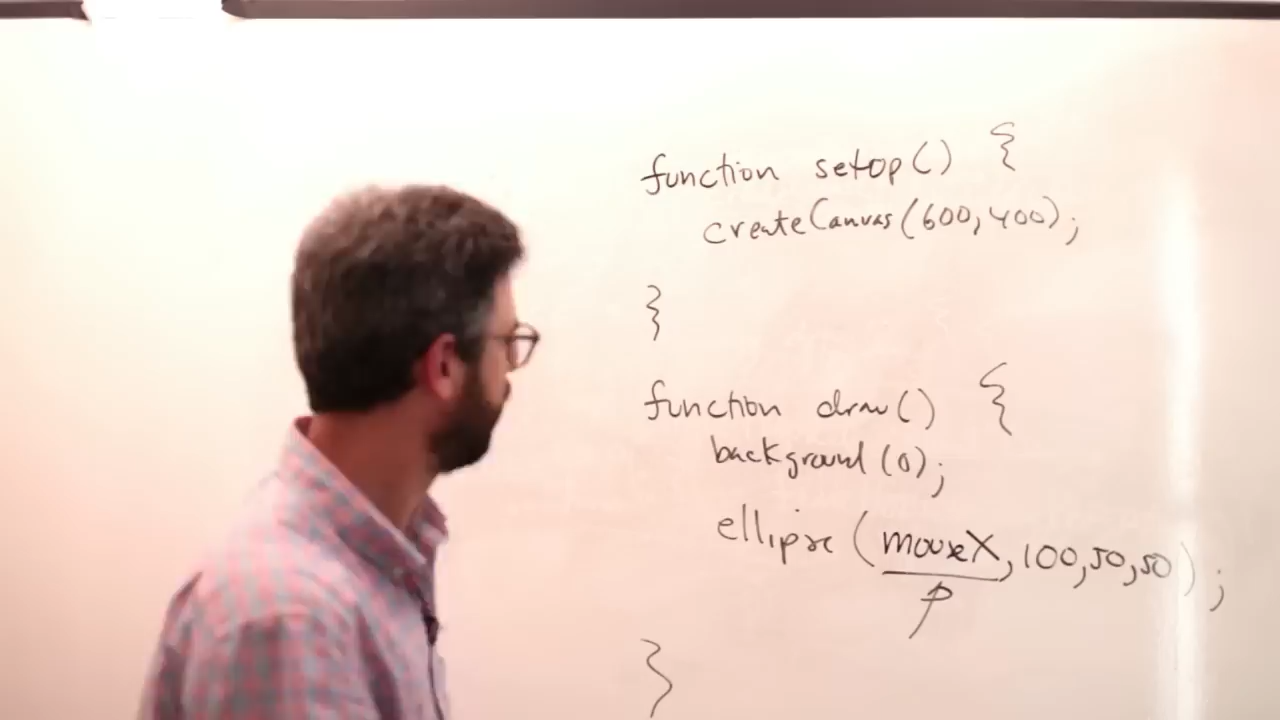 function setup() {
createCanvas(600,400);
}
function draw() {
background(0);
ellipse(mouseX,100,50,50);
}